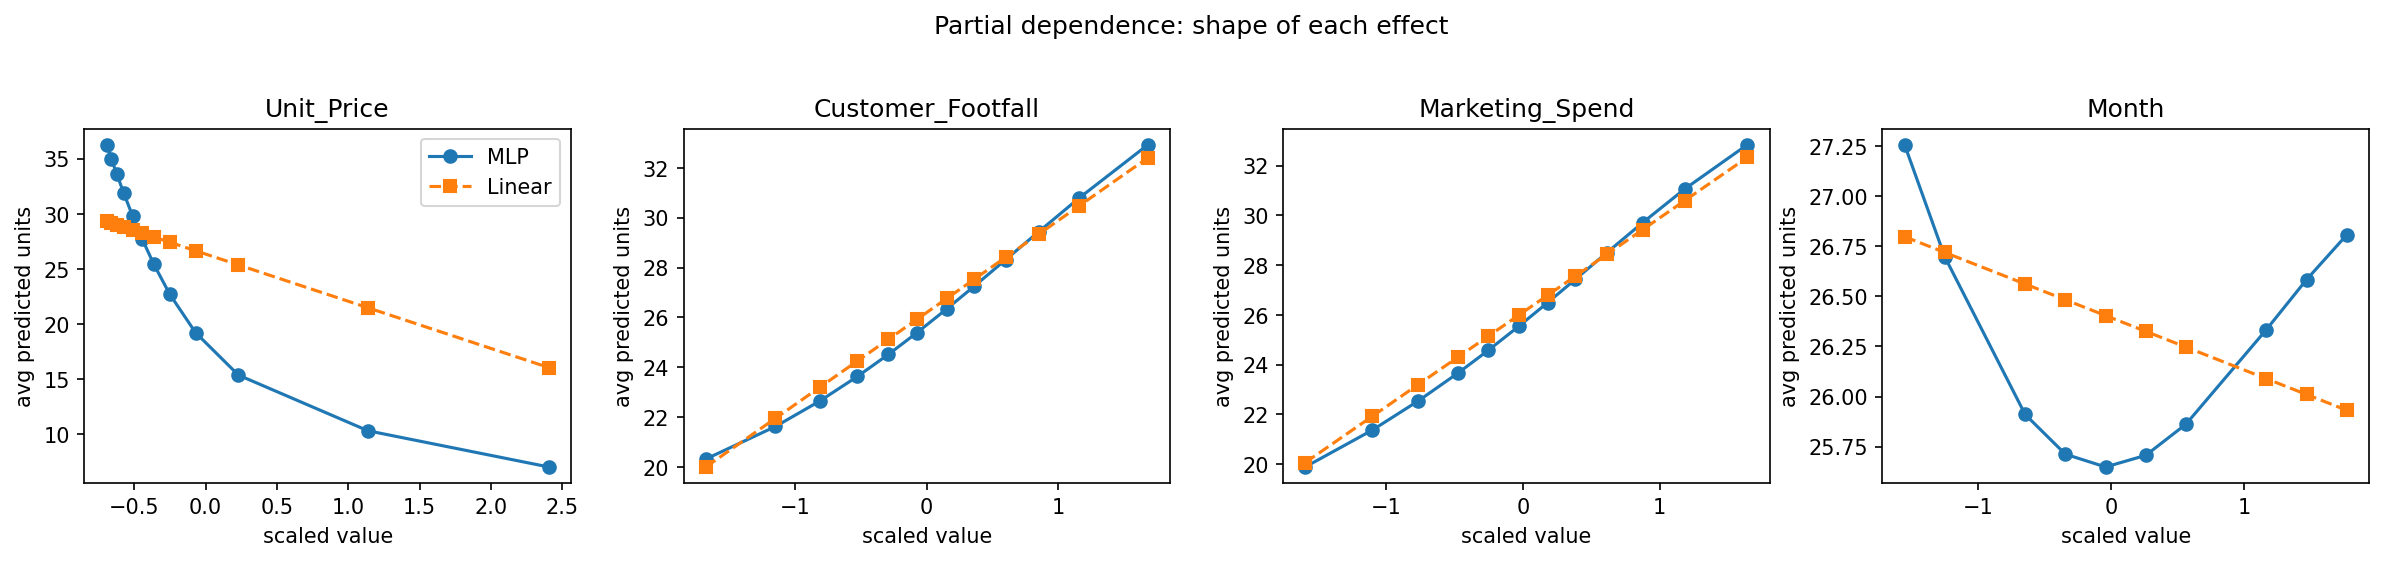 Partial dependence: shape of each effect
Unit_Price
avg predicted units
35
30
25
20
15
10
MLP
Linear
−0.5 0.0 0.5 1.0 1.5 2.0 2.5
scaled value
Customer_Footfall
avg predicted units
32
30
28
26
24
22
20
−1 0 1
scaled value
Marketing_Spend
avg predicted units
32
30
28
26
24
22
20
−1 0 1
scaled value
Month
avg predicted units
27.25
27.00
26.75
26.50
26.25
26.00
25.75
−1 0 1
scaled value